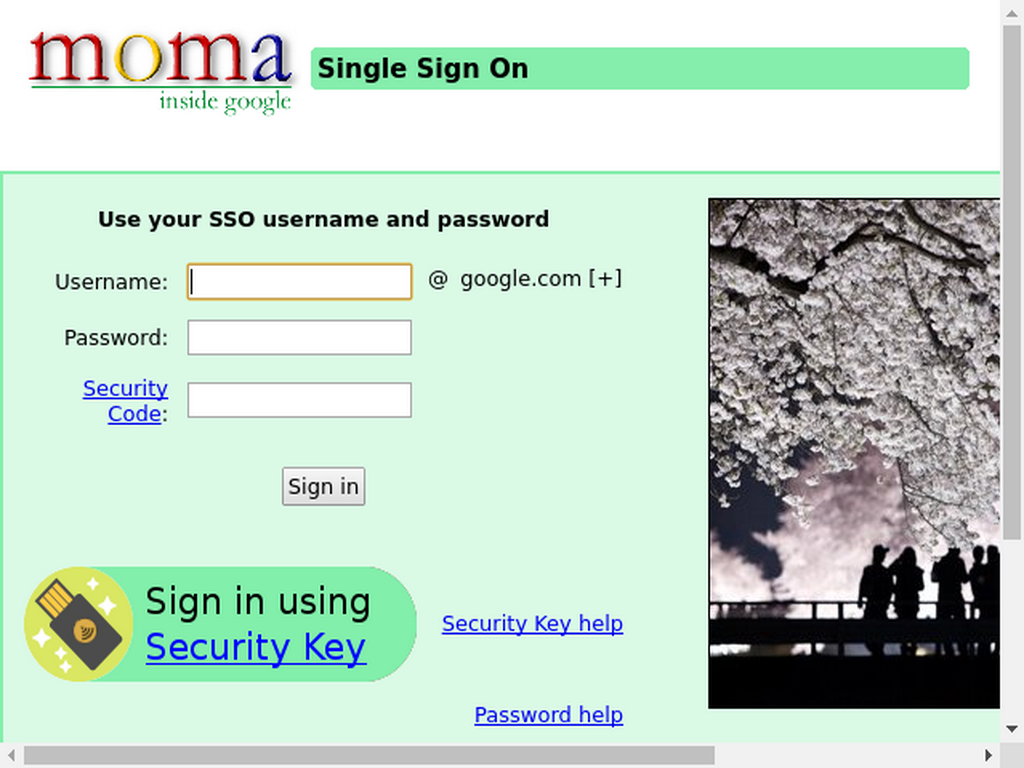 moma
inside google
Single Sign On
Use your SSO username and password
Username:
@ google.com [+]
Password:
Security
Code:
Sign in
Sign in using
Security Key
Security Key help
Password help